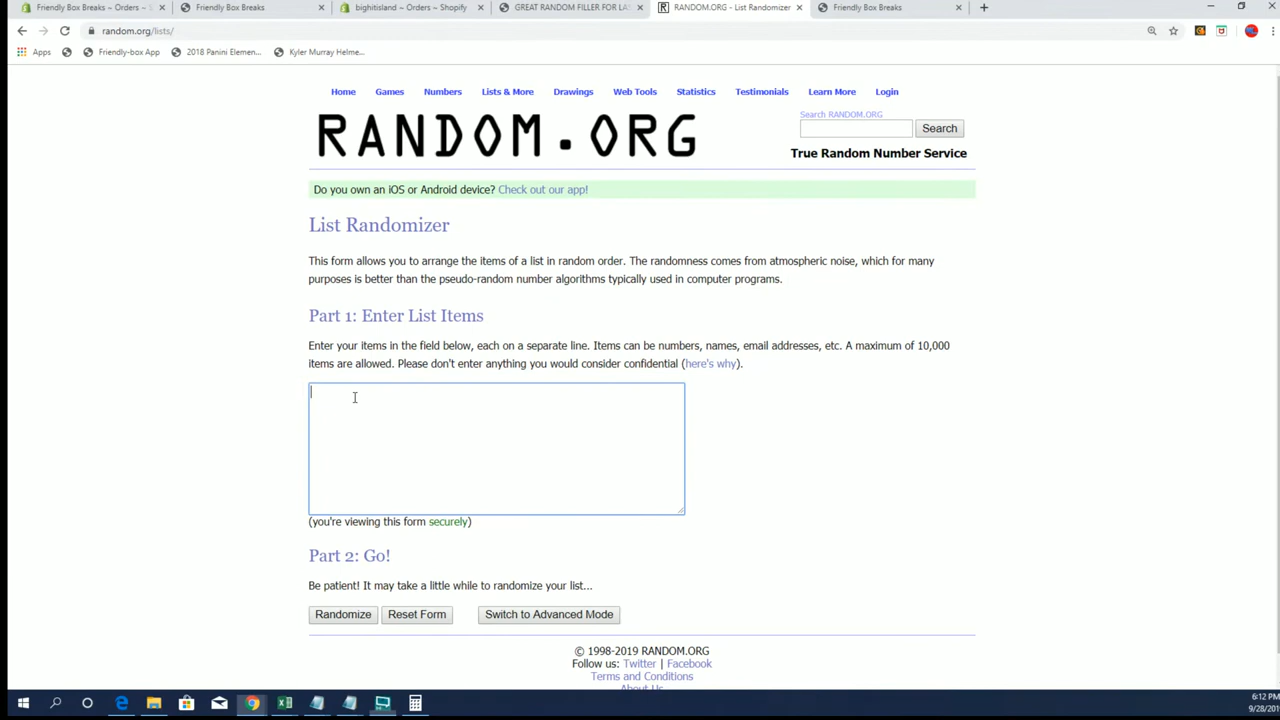 Friendly Box Breaks ~ Orders ~ S
Friendly Box Breaks
bighitisland ~ Orders ~ Shopify
GREAT RANDOM FILLER FOR LAS
RANDOM.ORG - List Randomizer
Friendly Box Breaks
random.org/lists/
Apps
Friendly-box App
2018 Panini Elemen...
Kyler Murray Helme...
Home Games Numbers Lists & More Drawings Web Tools Statistics Testimonials Learn More Login
RANDOM.ORG
Search RANDOM.ORG
Search
True Random Number Service
Do you own an iOS or Android device? Check out our app!
List Randomizer
This form allows you to arrange the items of a list in random order. The randomness comes from atmospheric noise, which for many
purposes is better than the pseudo-random number algorithms typically used in computer programs.
Part 1: Enter List Items
Enter your items in the field below, each on a separate line. Items can be numbers, names, email addresses, etc. A maximum of 10,000
items are allowed. Please don't enter anything you would consider confidential (here's why).
(you're viewing this form securely)
Part 2: Go!
Be patient! It may take a little while to randomize your list...
Randomize Reset Form Switch to Advanced Mode
© 1998-2019 RANDOM.ORG
Follow us: Twitter | Facebook
Terms and Conditions
About Us
6:12 P
9/28/20